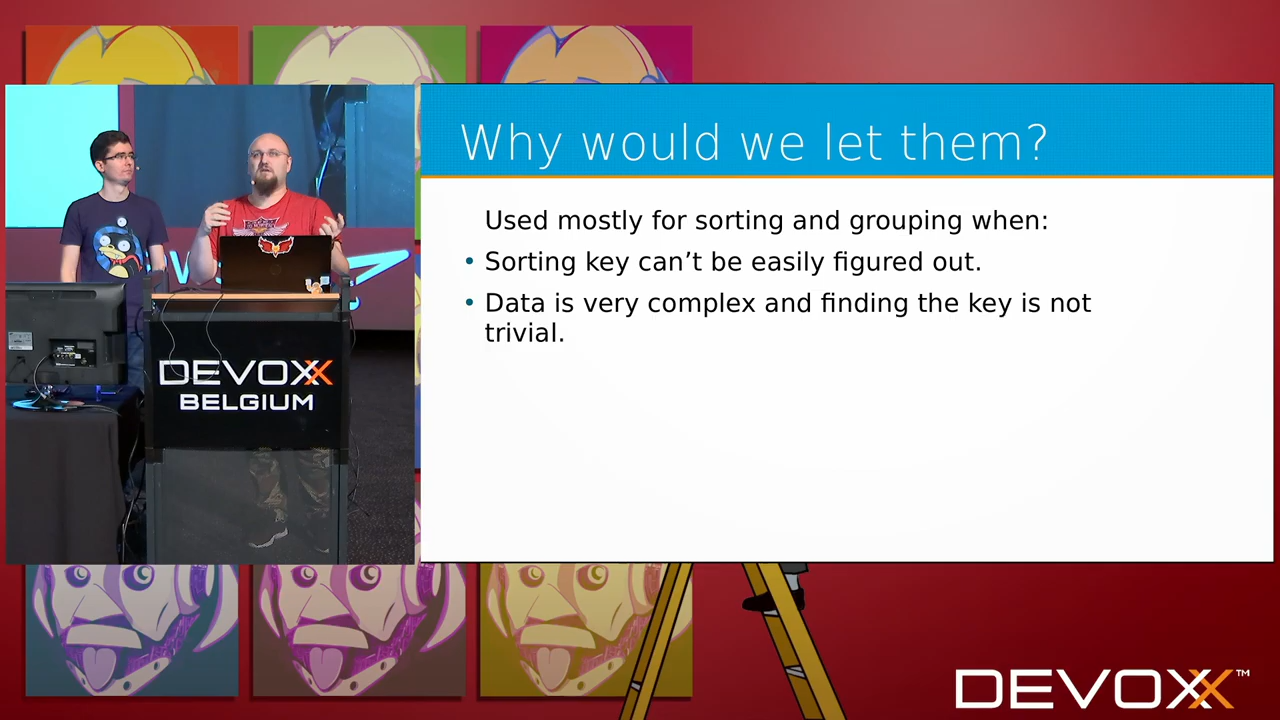 Why would we let them?
Used mostly for sorting and grouping when:
• Sorting key can’t be easily figured out.
• Data is very complex and finding the key is not
trivial.
DEVOXX
BELGIUM
DEVOXX™